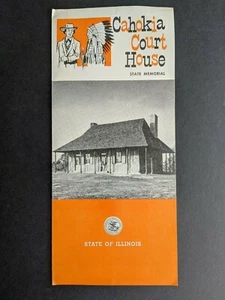 Cahokia
Court
House
STATE MEMORIAL
STATE OF ILLINOIS